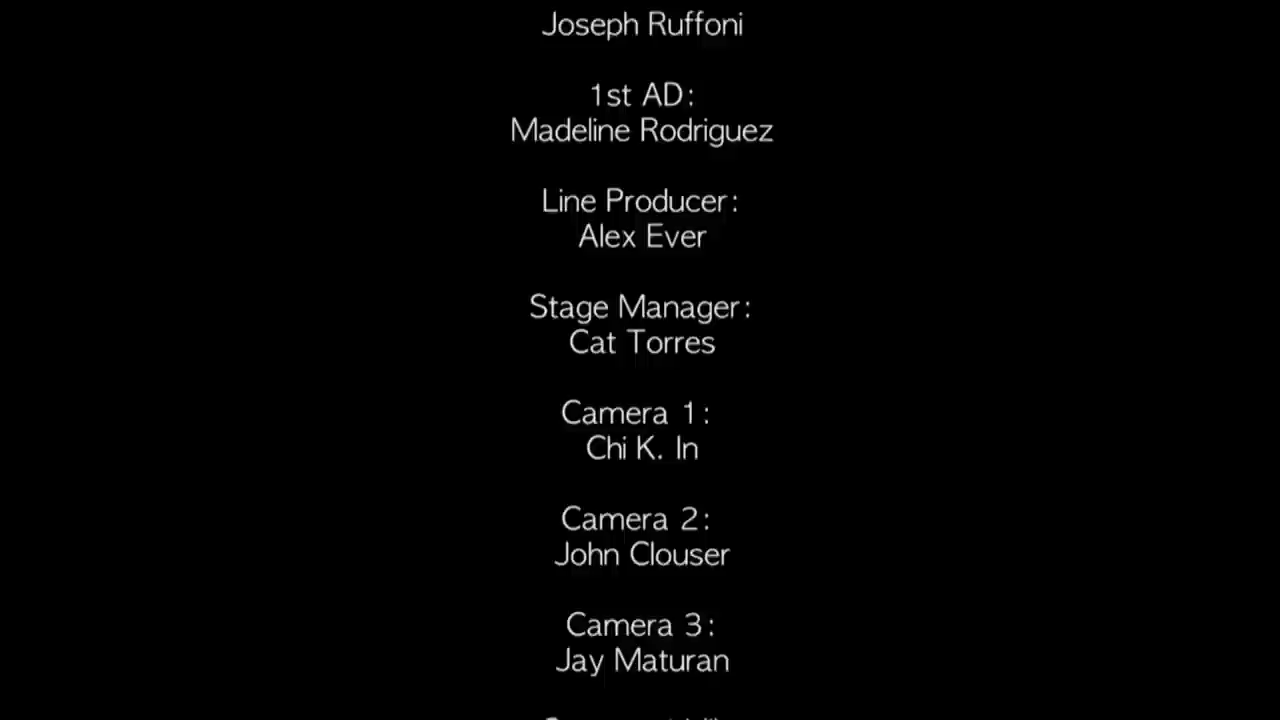 Joseph Ruffoni
1st AD:
Madeline Rodriguez
Line Producer:
Alex Ever
Stage Manager:
Cat Torres
Camera 1:
Chi K. In
Camera 2:
John Clouser
Camera 3:
Jay Maturan